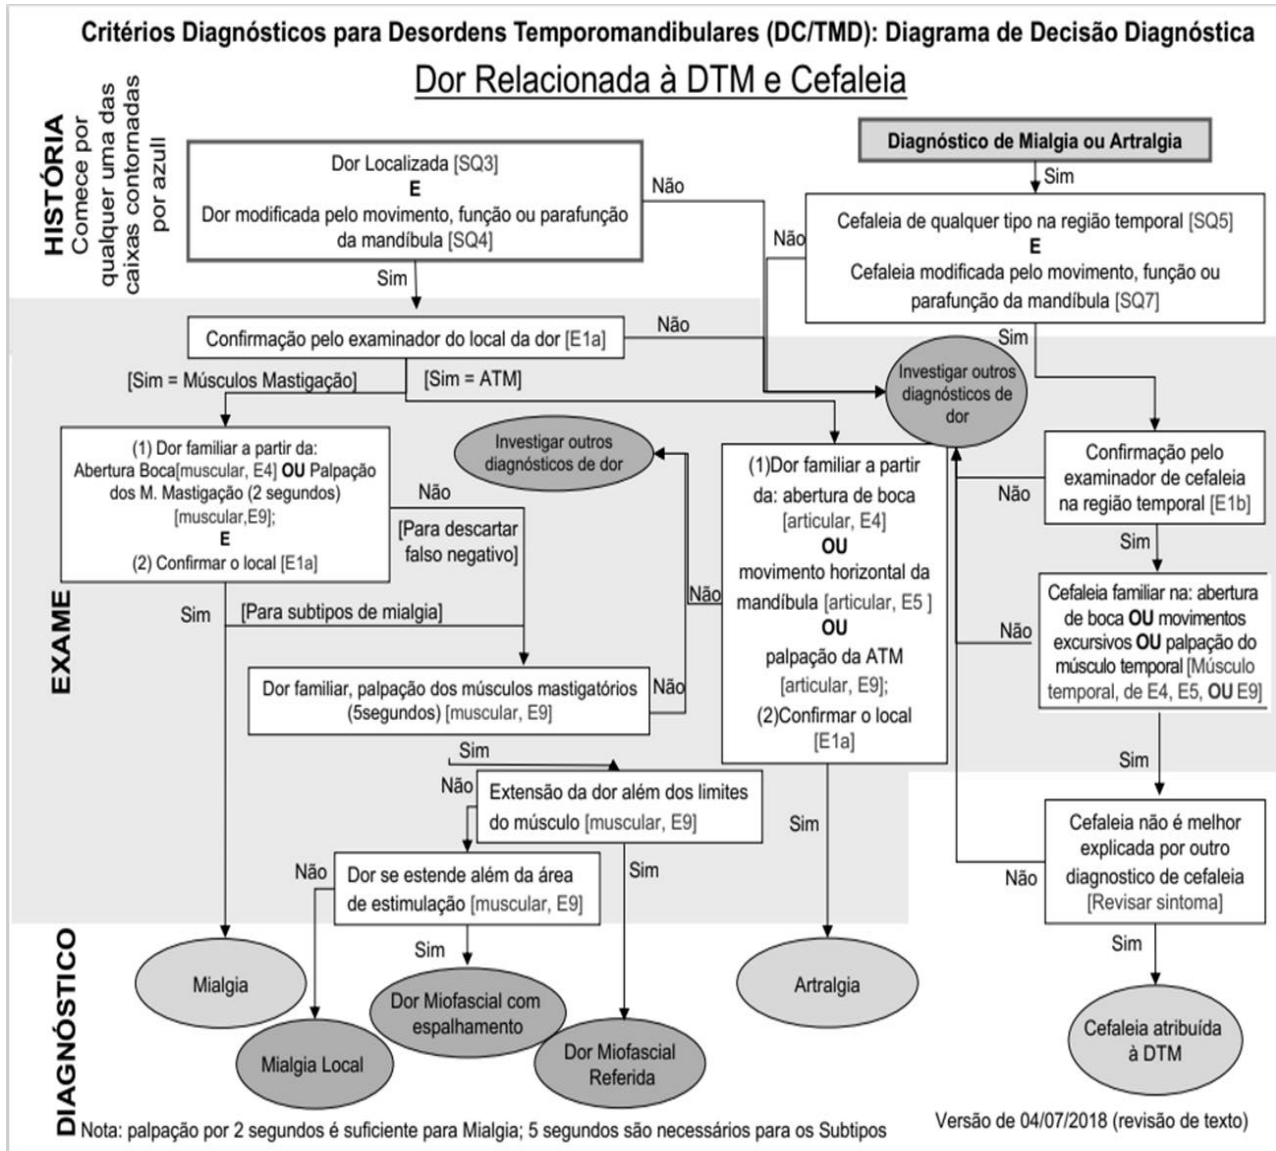 Critérios Diagnósticos para Desordens Temporomandibulares (DC/TMD): Diagrama de Decisão Diagnóstica
Dor Relacionada à DTM e Cefaleia
HISTÓRIA
Comece por
qualquer uma das
caixas contornadas
por azull
Dor Localizada [SQ3]
E
Dor modificada pelo movimento, função ou parafunção
da mandíbula [SQ4]
Não
Sim
Diagnóstico de Mialgia ou Artralgia
Sim
Cefaleia de qualquer tipo na região temporal [SQ5]
E
Cefaleia modificada pelo movimento, função ou
parafunção da mandíbula [SQ7]
Não
Sim
EXAME
Confirmação pelo examinador do local da dor [E1a]
Não
[Sim = Músculos Mastigação]
[Sim = ATM]
Investigar outros
diagnósticos de
dor
(1) Dor familiar a partir da:
Abertura Boca[muscular, E4] OU Palpação
dos M. Mastigação (2 segundos)
[muscular,E9];
E
(2) Confirmar o local [E1a]
Não
[Para descartar
falso negativo]
Sim
[Para subtipos de mialgia]
Investigar outros
diagnósticos de dor
(1)Dor familiar a partir
da: abertura de boca
[articular, E4]
OU
movimento horizontal da
mandíbula [articular, E5 ]
OU
palpação da ATM
[articular, E9];
(2)Confirmar o local
[E1a]
Não
Sim
Confirmação pelo
examinador de cefaleia
na região temporal [E1b]
Não
Sim
Cefaleia familiar na: abertura
de boca OU movimentos
excursivos OU palpação do
músculo temporal [Músculo
temporal, de E4, E5, OU E9]
Não
Sim
Dor familiar, palpação dos músculos mastigatórios
(5segundos) [muscular, E9]
Não
Sim
Extensão da dor além dos limites
do músculo [muscular, E9]
Não
Sim
Dor se estende além da área
de estimulação [muscular, E9]
Não
Sim
Cefaleia não é melhor
explicada por outro
diagnostico de cefaleia
[Revisar sintoma]
Não
Sim
DIAGNÓSTICO
Mialgia
Mialgia Local
Dor Miofascial com
espalhamento
Dor Miofascial
Referida
Artralgia
Cefaleia atribuída
à DTM
Nota: palpação por 2 segundos é suficiente para Mialgia; 5 segundos são necessários para os Subtipos
Versão de 04/07/2018 (revisão de texto)